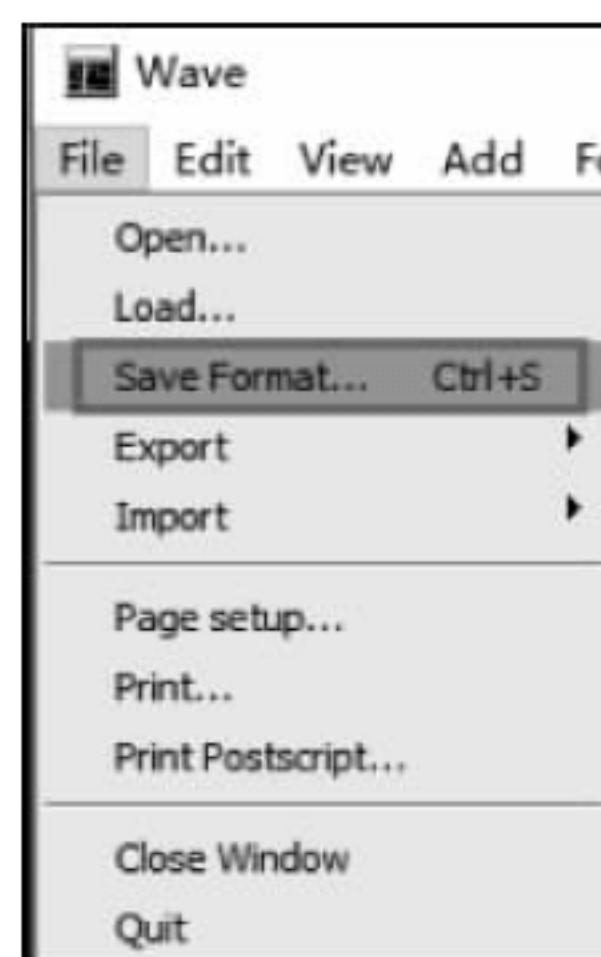 Wave
File Edit View Add
Open...
Load...
Save Format... Ctrl+S
Export
Import
Page setup...
Print...
Print Postscript...
Close Window
Quit